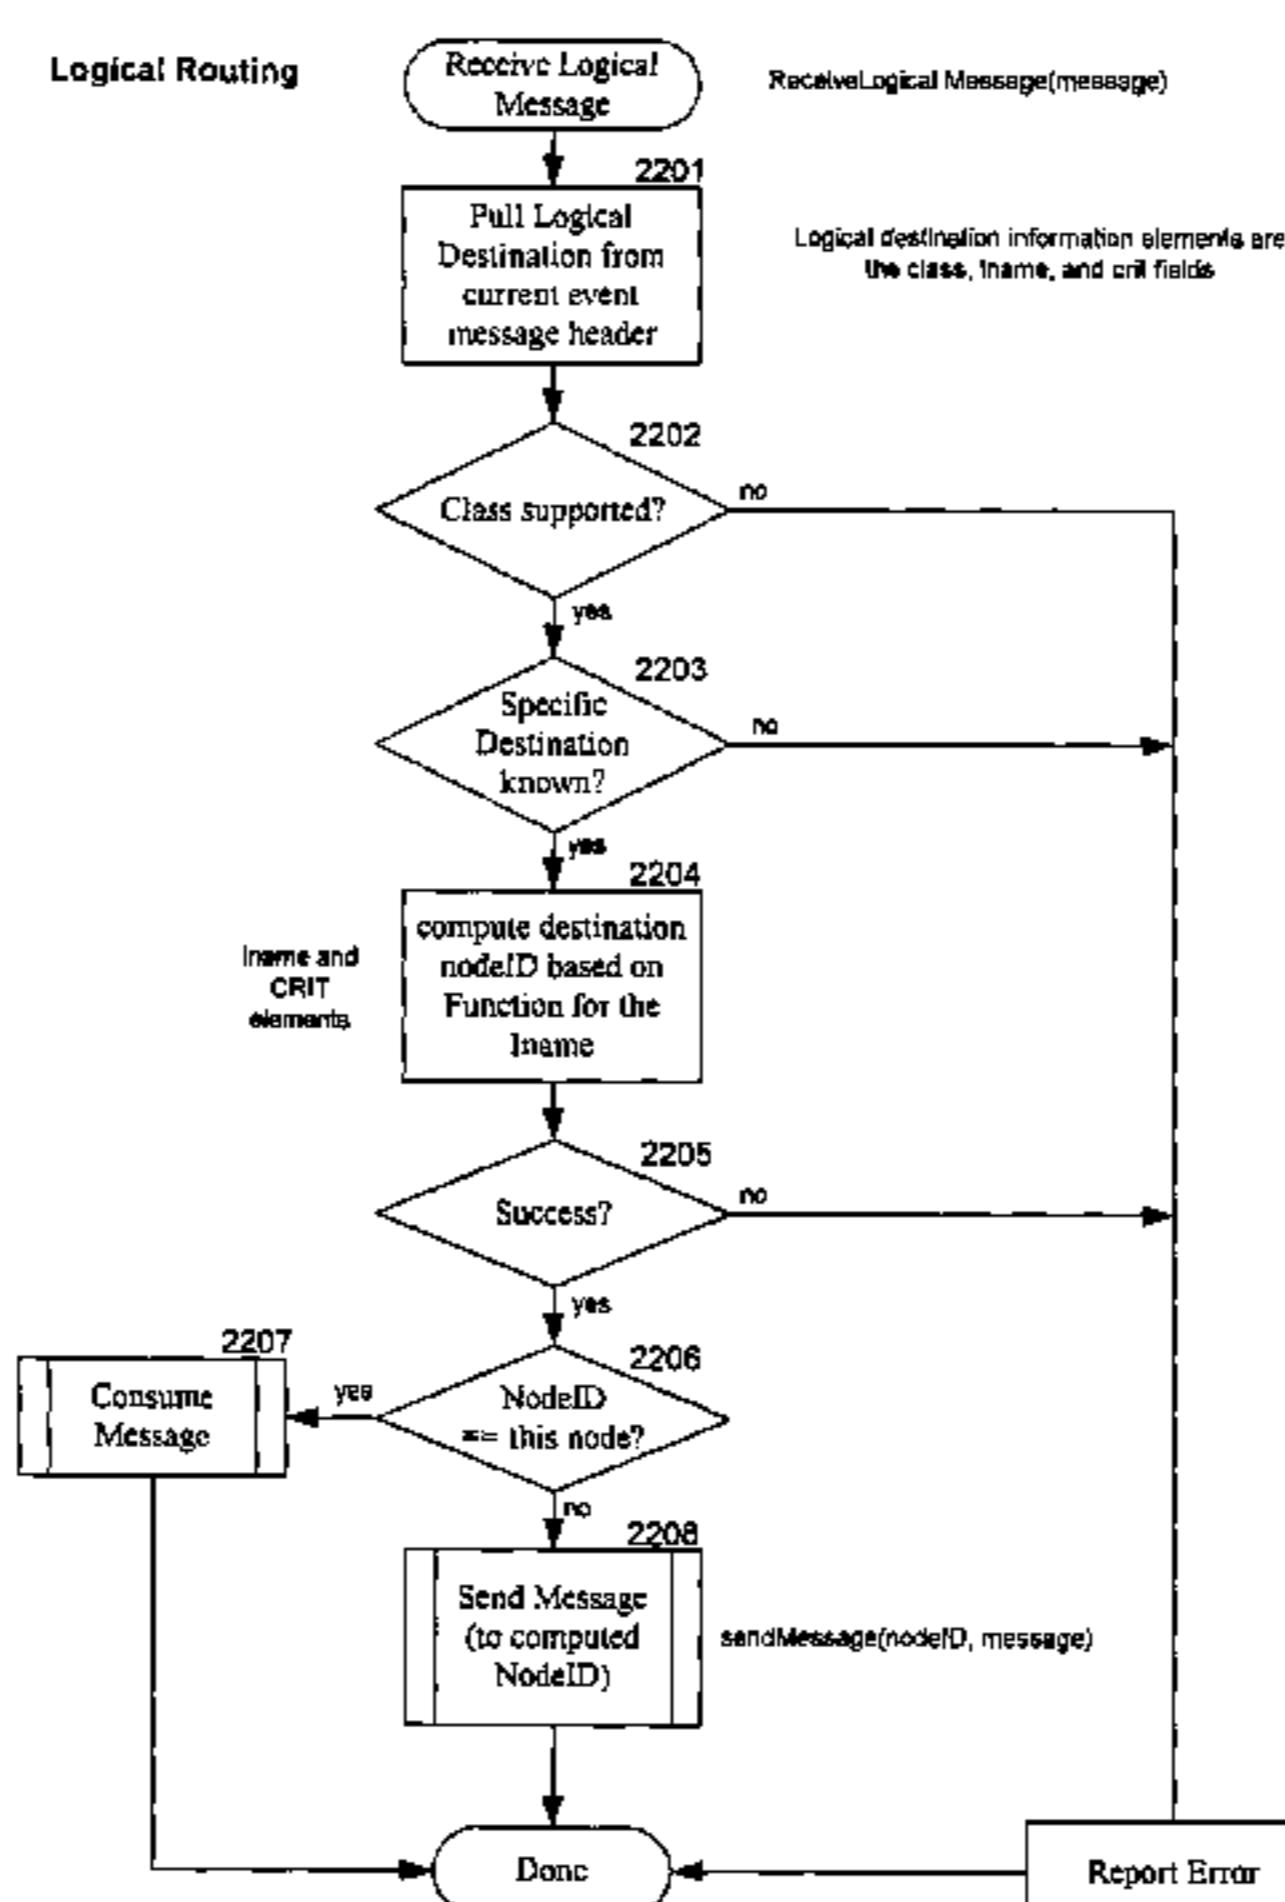 Logical Routing
Receive Logical
Message
ReceiveLogical Message(message)
2201
Pull Logical
Destination from
current event
message header
Logical destination information elements are
the class, lname, and crit fields
2202
Class supported?
no
yes
2203
Specific
Destination
known?
no
yes
2204
compute destination
nodeID based on
Function for the
lname
lname and
CRIT
elements
2205
Success?
no
yes
2206
NodeID
== this node?
yes
2207
Consume
Message
no
2208
Send Message
(to computed
NodeID)
sendMessage(nodeID, message)
Done
Report Error